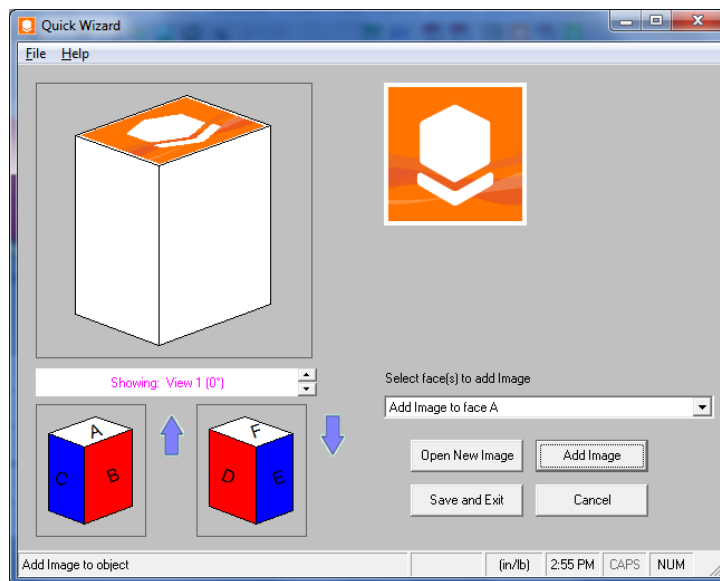 Quick Wizard
File Help
Showing: View 1 (0°)
A
C B
F
D E
Select face(s) to add Image
Add Image to face A
Open New Image Add Image
Save and Exit Cancel
Add Image to object (in/lb) 2:55 PM CAPS NUM